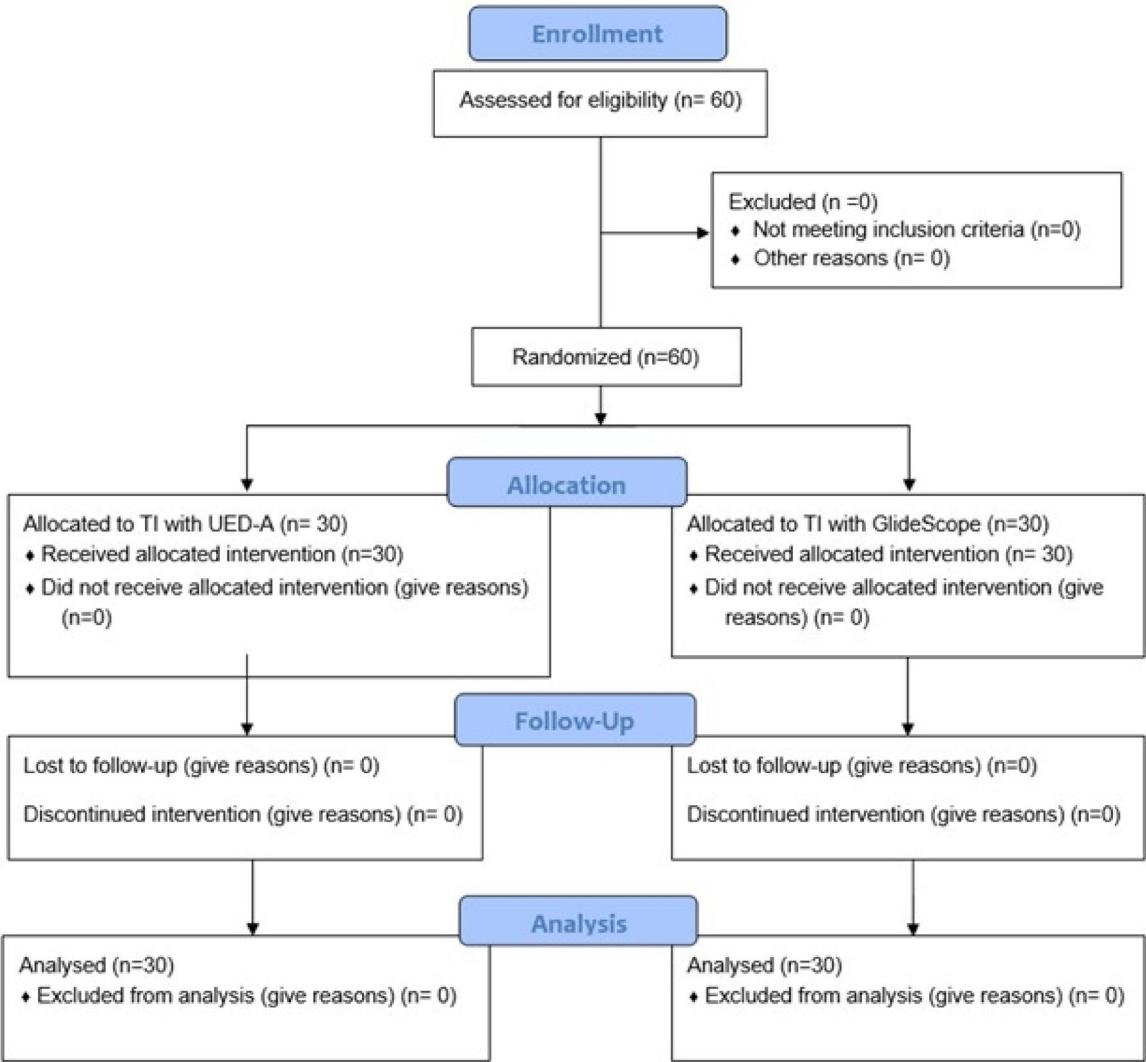 Enrollment
Assessed for eligibility (n= 60)
Excluded (n =0)
♦ Not meeting inclusion criteria (n=0)
♦ Other reasons (n= 0)
Randomized (n=60)
Allocation
Allocated to TI with UED-A (n= 30)
♦ Received allocated intervention (n=30)
♦ Did not receive allocated intervention (give reasons)
(n=0)
Allocated to TI with GlideScope (n=30)
♦ Received allocated intervention (n= 30)
♦ Did not receive allocated intervention (give
reasons) (n= 0)
Follow-Up
Lost to follow-up (give reasons) (n= 0)
Discontinued intervention (give reasons) (n= 0)
Lost to follow-up (give reasons) (n=0)
Discontinued intervention (give reasons) (n=0)
Analysis
Analysed (n=30)
♦ Excluded from analysis (give reasons) (n= 0)
Analysed (n=30)
♦ Excluded from analysis (give reasons) (n= 0)